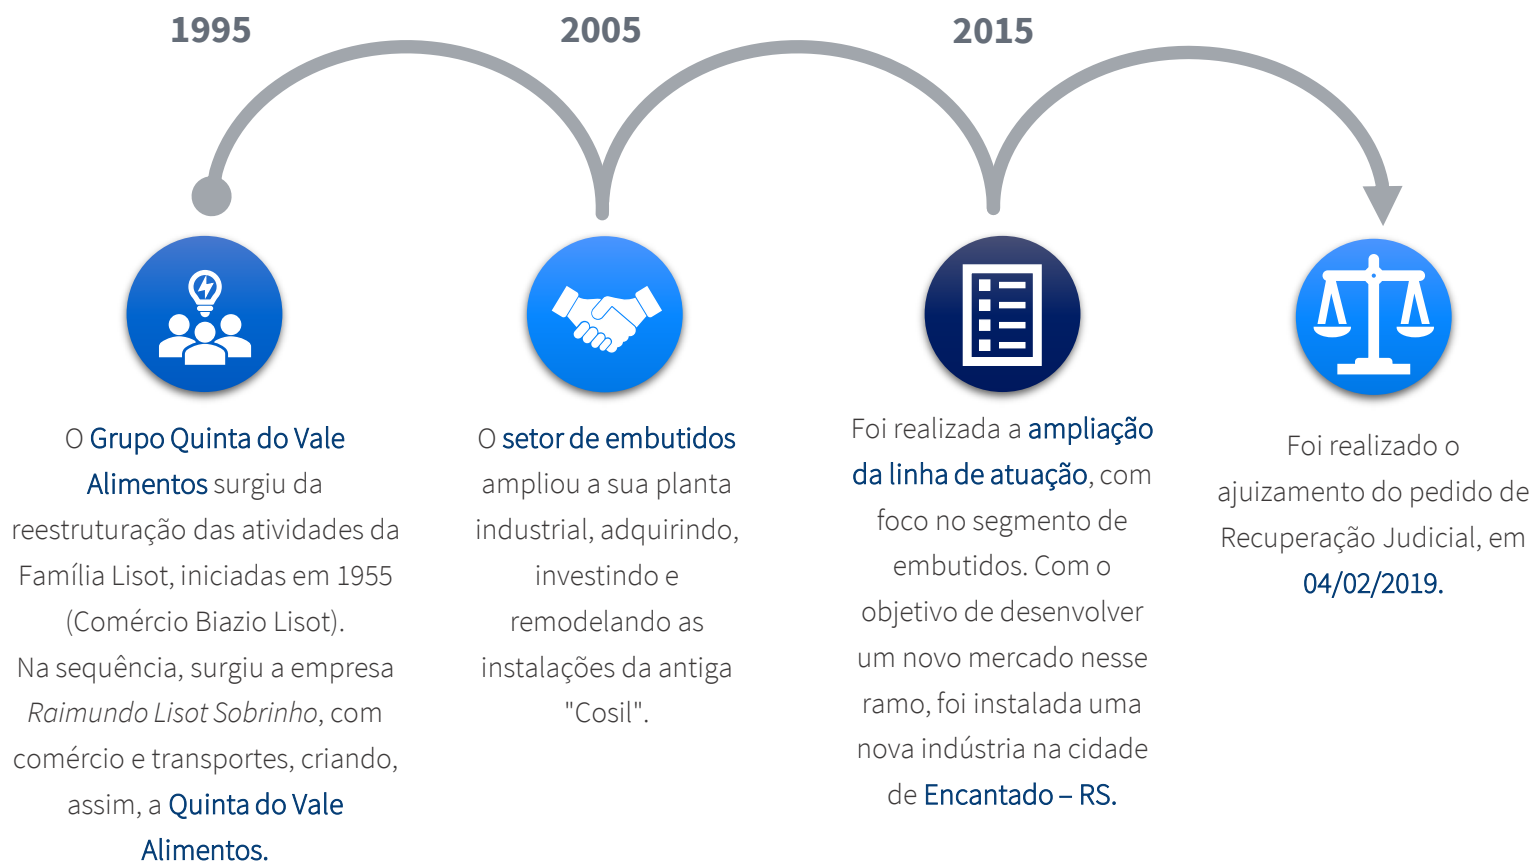 1995
O Grupo Quinta do Vale
Alimentos surgiu da
reestruturação das atividades da
Família Lisot, iniciadas em 1955
(Comércio Biazio Lisot).
Na sequência, surgiu a empresa
Raimundo Lisot Sobrinho, com
comércio e transportes, criando,
assim, a Quinta do Vale
Alimentos.
2005
O setor de embutidos
ampliou a sua planta
industrial, adquirindo,
investindo e
remodelando as
instalações da antiga
"Cosil".
2015
Foi realizada a ampliação
da linha de atuação, com
foco no segmento de
embutidos. Com o
objetivo de desenvolver
um novo mercado nesse
ramo, foi instalada uma
nova indústria na cidade
de Encantado – RS.
Foi realizado o
ajuizamento do pedido de
Recuperação Judicial, em
04/02/2019.